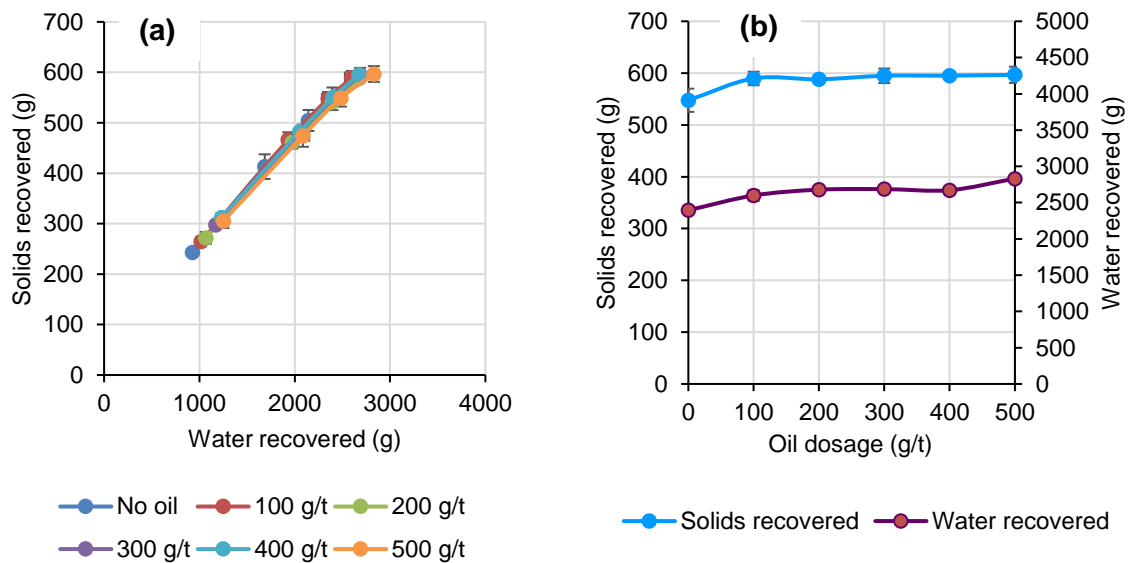 (a)
Solids recovered (g)
700
600
500
400
300
200
100
0
0 1000 2000 3000 4000
Water recovered (g)
No oil 100 g/t 200 g/t
300 g/t 400 g/t 500 g/t
(b)
Solids recovered (g)
700
600
500
400
300
200
100
0
5000
4500
4000
3500
3000
2500
2000
1500
1000
500
0
Water recovered (g)
0 100 200 300 400 500
Oil dosage (g/t)
Solids recovered Water recovered